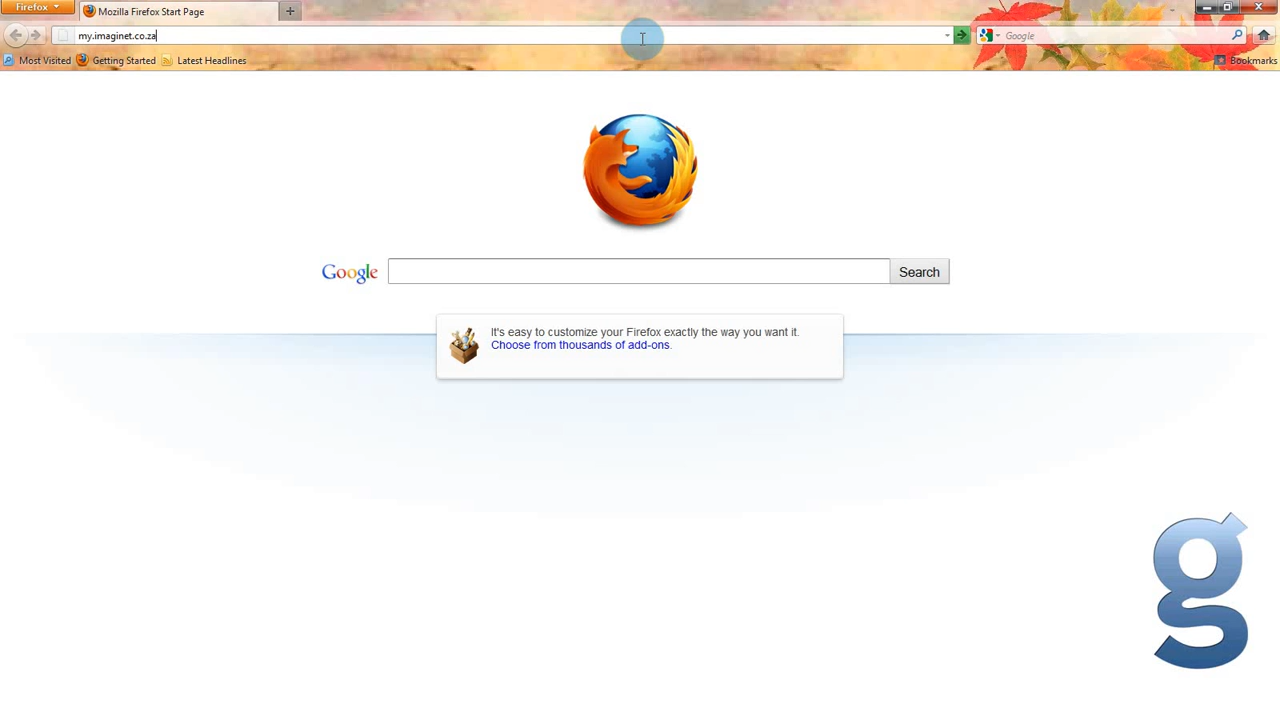 Firefox
Mozilla Firefox Start Page
my.imaginet.co.za
Google
Most Visited
Getting Started
Latest Headlines
Bookmarks
Google
Search
It's easy to customize your Firefox exactly the way you want it.
Choose from thousands of add-ons.
g